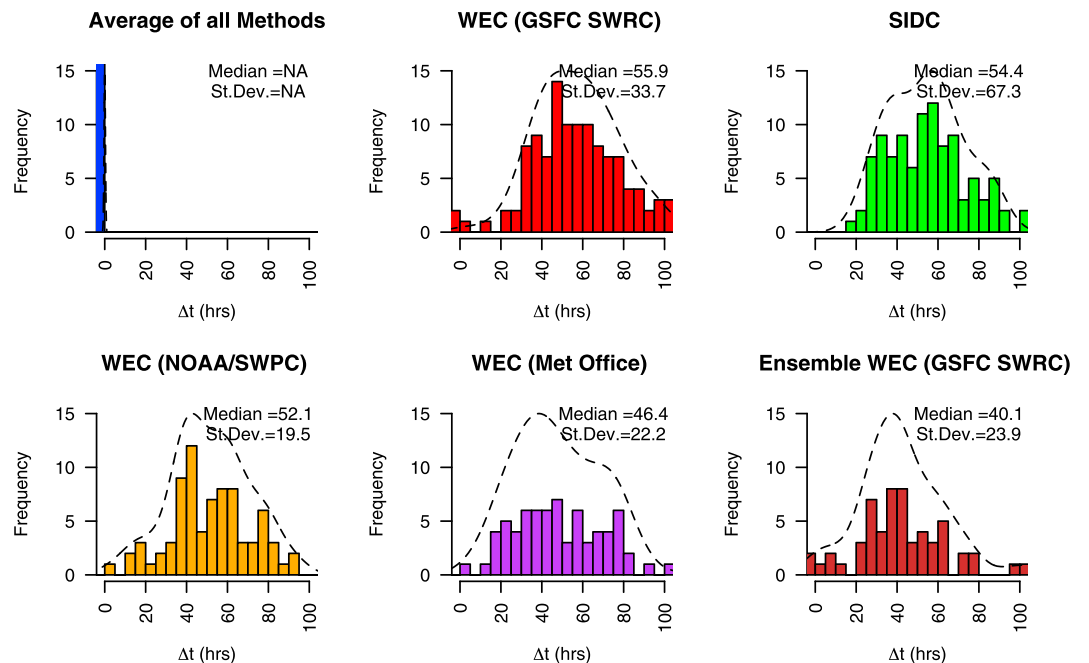 Average of all Methods
Median =NA
St.Dev.=NA
15
10
5
0
Frequency
0 20 40 60 80 100
Δt (hrs)
WEC (GSFC SWRC)
Median =55.9
St.Dev.=33.7
15
10
5
0
Frequency
0 20 40 60 80 100
Δt (hrs)
SIDC
Median =54.4
St.Dev.=67.3
15
10
5
0
Frequency
0 20 40 60 80 100
Δt (hrs)
WEC (NOAA/SWPC)
Median =52.1
St.Dev.=19.5
15
10
5
0
Frequency
0 20 40 60 80 100
Δt (hrs)
WEC (Met Office)
Median =46.4
St.Dev.=22.2
15
10
5
0
Frequency
0 20 40 60 80 100
Δt (hrs)
Ensemble WEC (GSFC SWRC)
Median =40.1
St.Dev.=23.9
15
10
5
0
Frequency
0 20 40 60 80 100
Δt (hrs)